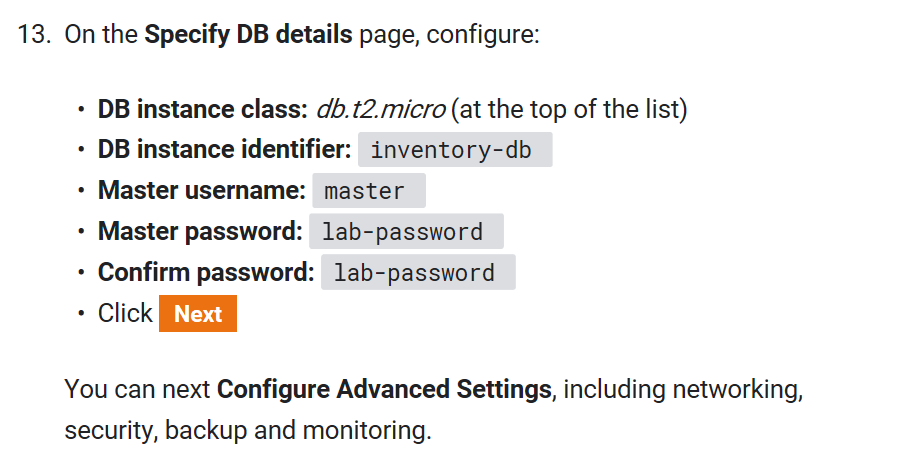 13. On the Specify DB details page, configure:
• DB instance class: db.t2.micro (at the top of the list)
• DB instance identifier: inventory-db
• Master username: master
• Master password: lab-password
• Confirm password: lab-password
• Click Next
You can next Configure Advanced Settings, including networking,
security, backup and monitoring.